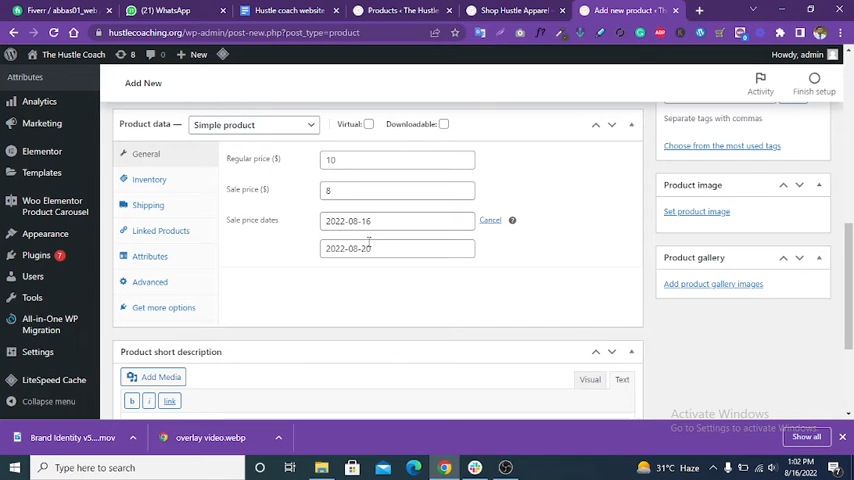 Fiverr / abbas01_web
(21) WhatsApp
Hustle coach website
Products ‹ The Hustle
Shop Hustle Apparel
Add new product ‹ Th
hustlecoaching.org/wp-admin/post-new.php?post_type=product
The Hustle Coach
8
0
New
Howdy, admin
Attributes
Analytics
Marketing
Elementor
Templates
Woo Elementor
Product Carousel
Appearance
Plugins 7
Users
Tools
All-in-One WP
Migration
Settings
LiteSpeed Cache
Collapse menu
Add New
Activity
Finish setup
Product data —
Simple product
Virtual:
Downloadable:
General
Inventory
Shipping
Linked Products
Attributes
Advanced
Get more options
Regular price ($)
10
Sale price ($)
8
Sale price dates
2022-08-16
Cancel
2022-08-20
Product short description
Add Media
Visual
Text
b
i
link
Separate tags with commas
Choose from the most used tags
Product image
Set product image
Product gallery
Add product gallery images
Activate Windows
Go to Settings to activate Windows.
Brand Identity v5....mov
overlay video.webp
Show all
Type here to search
31°C Haze
1:02 PM
8/16/2022